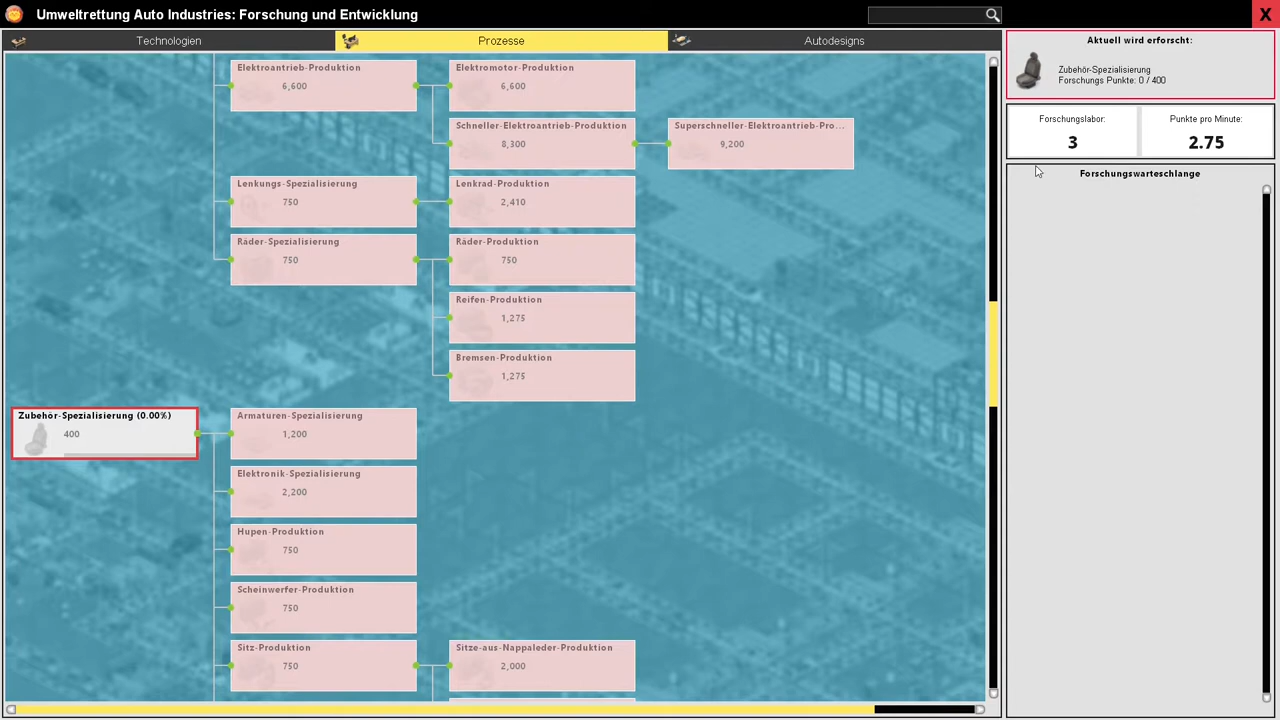 Umweltrettung Auto Industries: Forschung und Entwicklung
X
Technologien
Prozesse
Autodesigns
Aktuell wird erforscht:
Zubehör-Spezialisierung
Forschungs Punkte: 0 / 400
Forschungslabor:
3
Punkte pro Minute:
2.75
Forschungswarteschlange
Elektroantrieb-Produktion
6,600
Elektromotor-Produktion
6,600
Schneller-Elektroantrieb-Produktion
8,300
Superschneller-Elektroantrieb-Pro...
9,200
Lenkungs-Spezialisierung
750
Lenkrad-Produktion
2,410
Räder-Spezialisierung
750
Räder-Produktion
750
Reifen-Produktion
1,275
Bremsen-Produktion
1,275
Zubehör-Spezialisierung (0.00%)
400
Armaturen-Spezialisierung
1,200
Elektronik-Spezialisierung
2,200
Hupen-Produktion
750
Scheinwerfer-Produktion
750
Sitz-Produktion
750
Sitze-aus-Nappaleder-Produktion
2,000